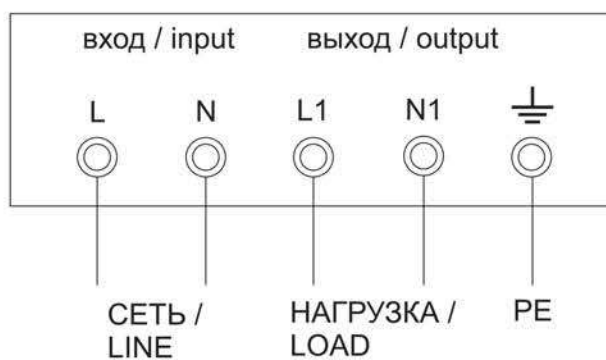 вход / input
выход / output
L
N
L1
N1
СЕТЬ /
LINE
НАГРУЗКА /
LOAD
PE